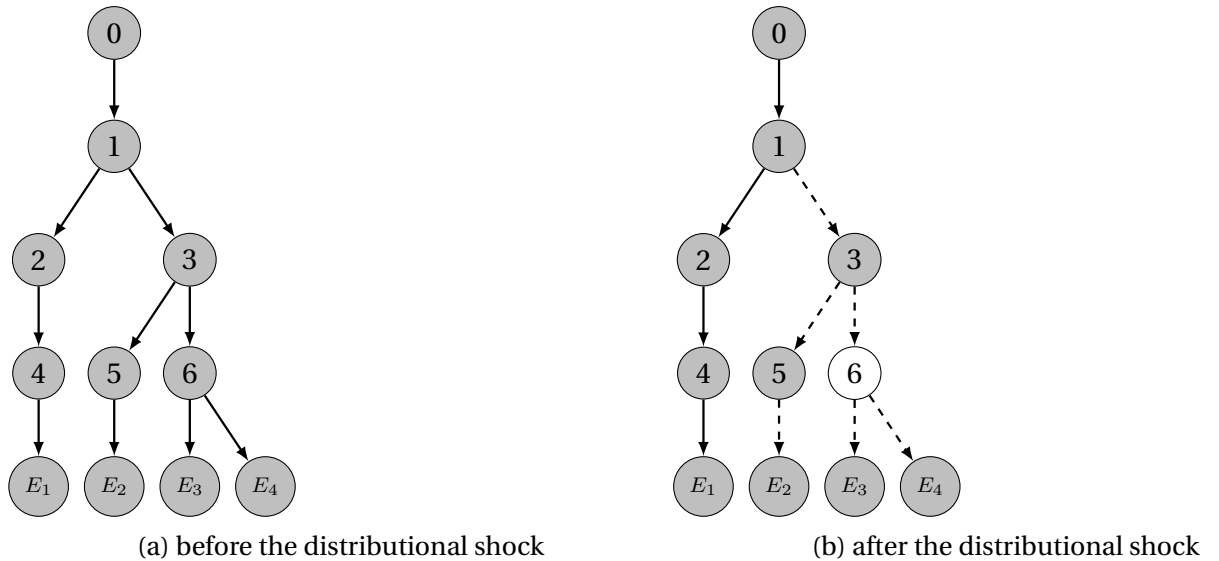 0
1
2 3
4 5 6
E1 E2 E3 E4
(a) before the distributional shock
0
1
2 3
4 5 6
E1 E2 E3 E4
(b) after the distributional shock